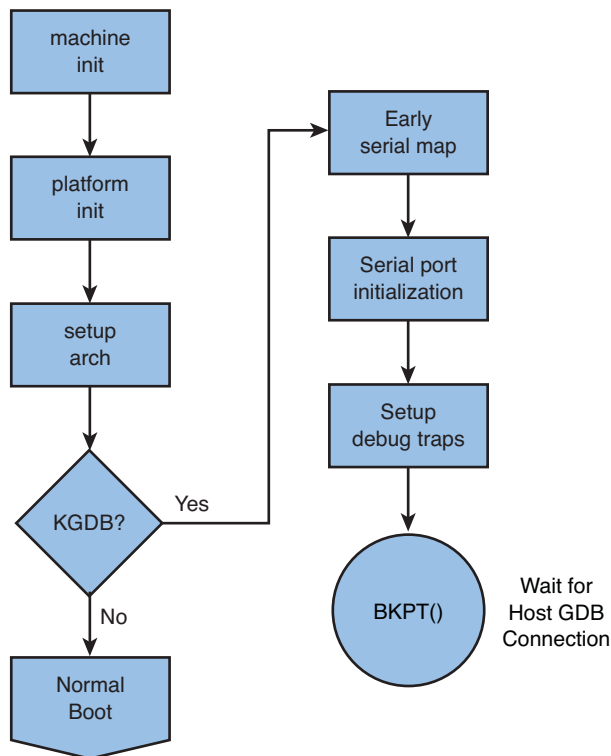 machine
init
platform
init
setup
arch
KGDB?
Yes
No
Normal
Boot
Early
serial map
Serial port
initialization
Setup
debug traps
BKPT()
Wait for
Host GDB
Connection